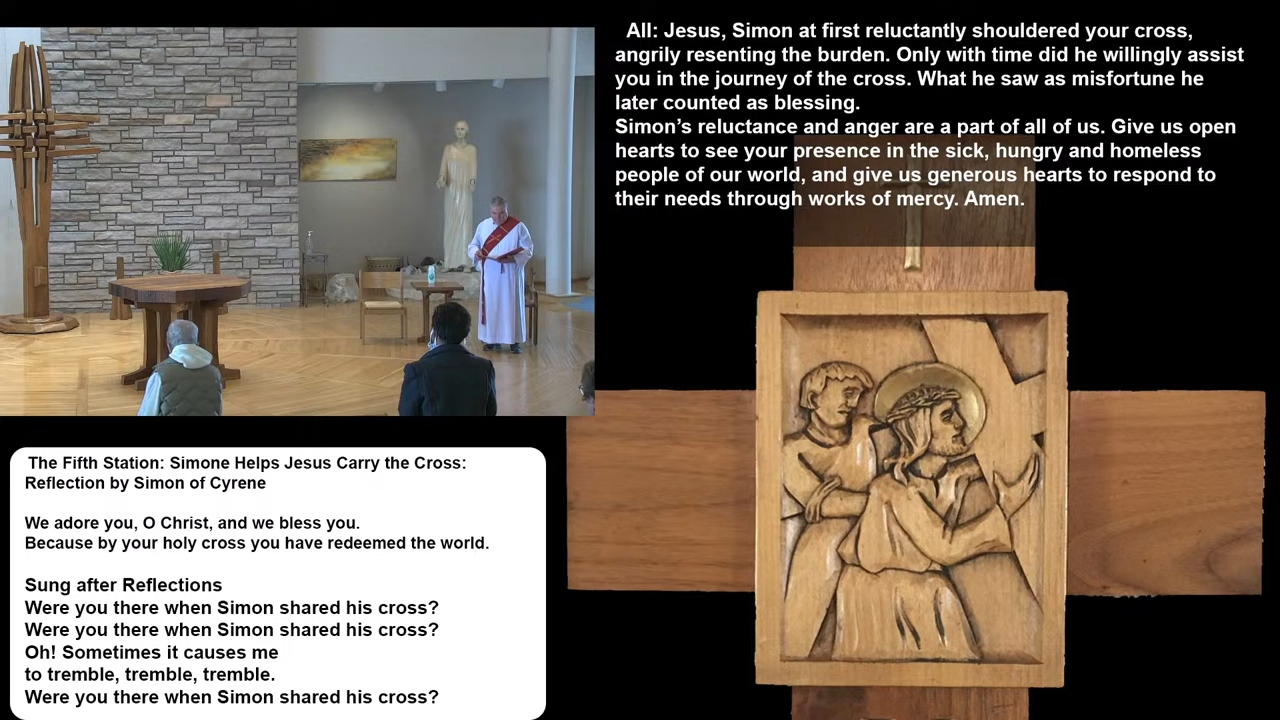 All: Jesus, Simon at first reluctantly shouldered your cross,
angrily resenting the burden. Only with time did he willingly assist
you in the journey of the cross. What he saw as misfortune he
later counted as blessing.
Simon’s reluctance and anger are a part of all of us. Give us open
hearts to see your presence in the sick, hungry and homeless
people of our world, and give us generous hearts to respond to
their needs through works of mercy. Amen.
The Fifth Station: Simone Helps Jesus Carry the Cross:
Reflection by Simon of Cyrene
We adore you, O Christ, and we bless you.
Because by your holy cross you have redeemed the world.
Sung after Reflections
Were you there when Simon shared his cross?
Were you there when Simon shared his cross?
Oh! Sometimes it causes me
to tremble, tremble, tremble.
Were you there when Simon shared his cross?